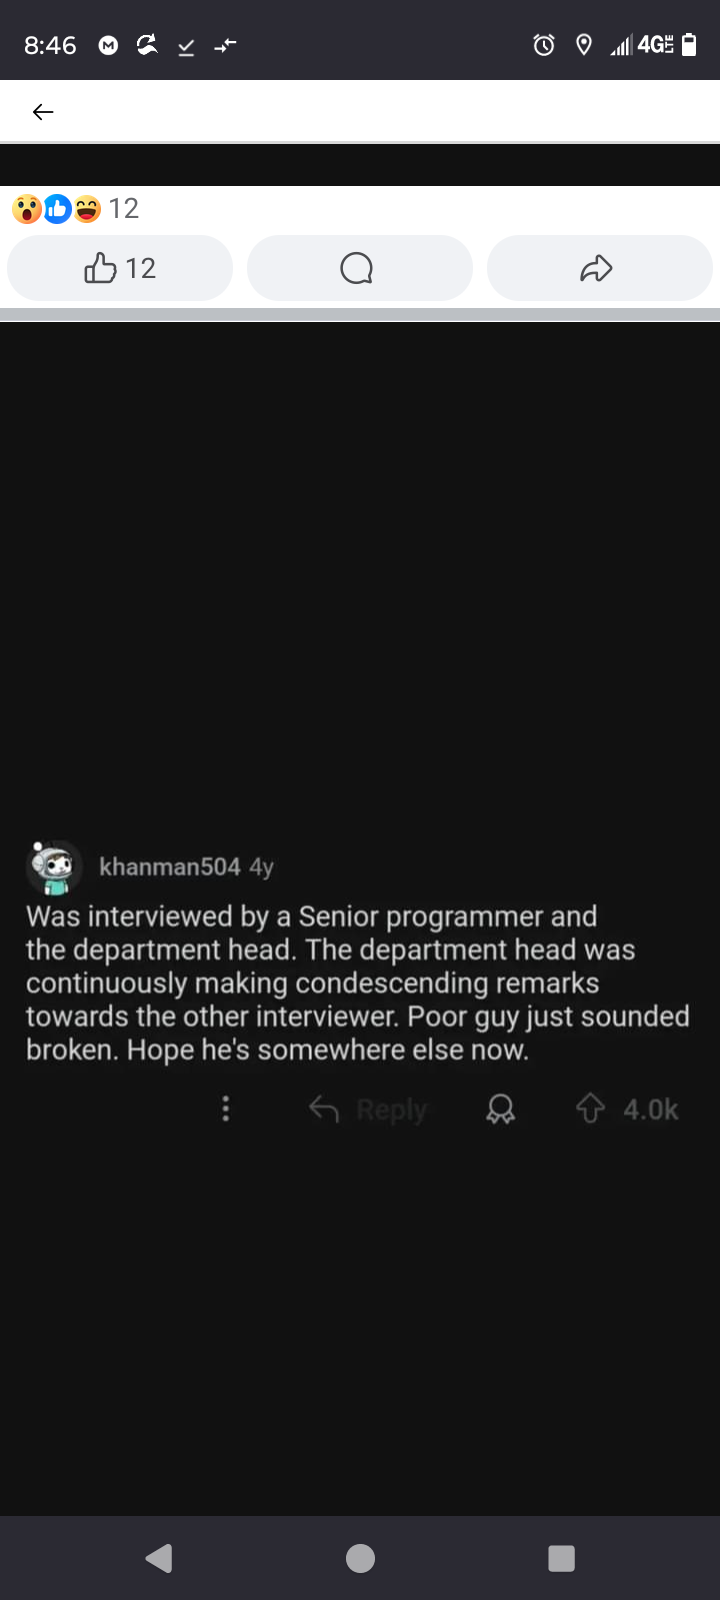 8:46
4G LTE
12
12
khanman504 4y
Was interviewed by a Senior programmer and
the department head. The department head was
continuously making condescending remarks
towards the other interviewer. Poor guy just sounded
broken. Hope he's somewhere else now.
Reply 4.0k